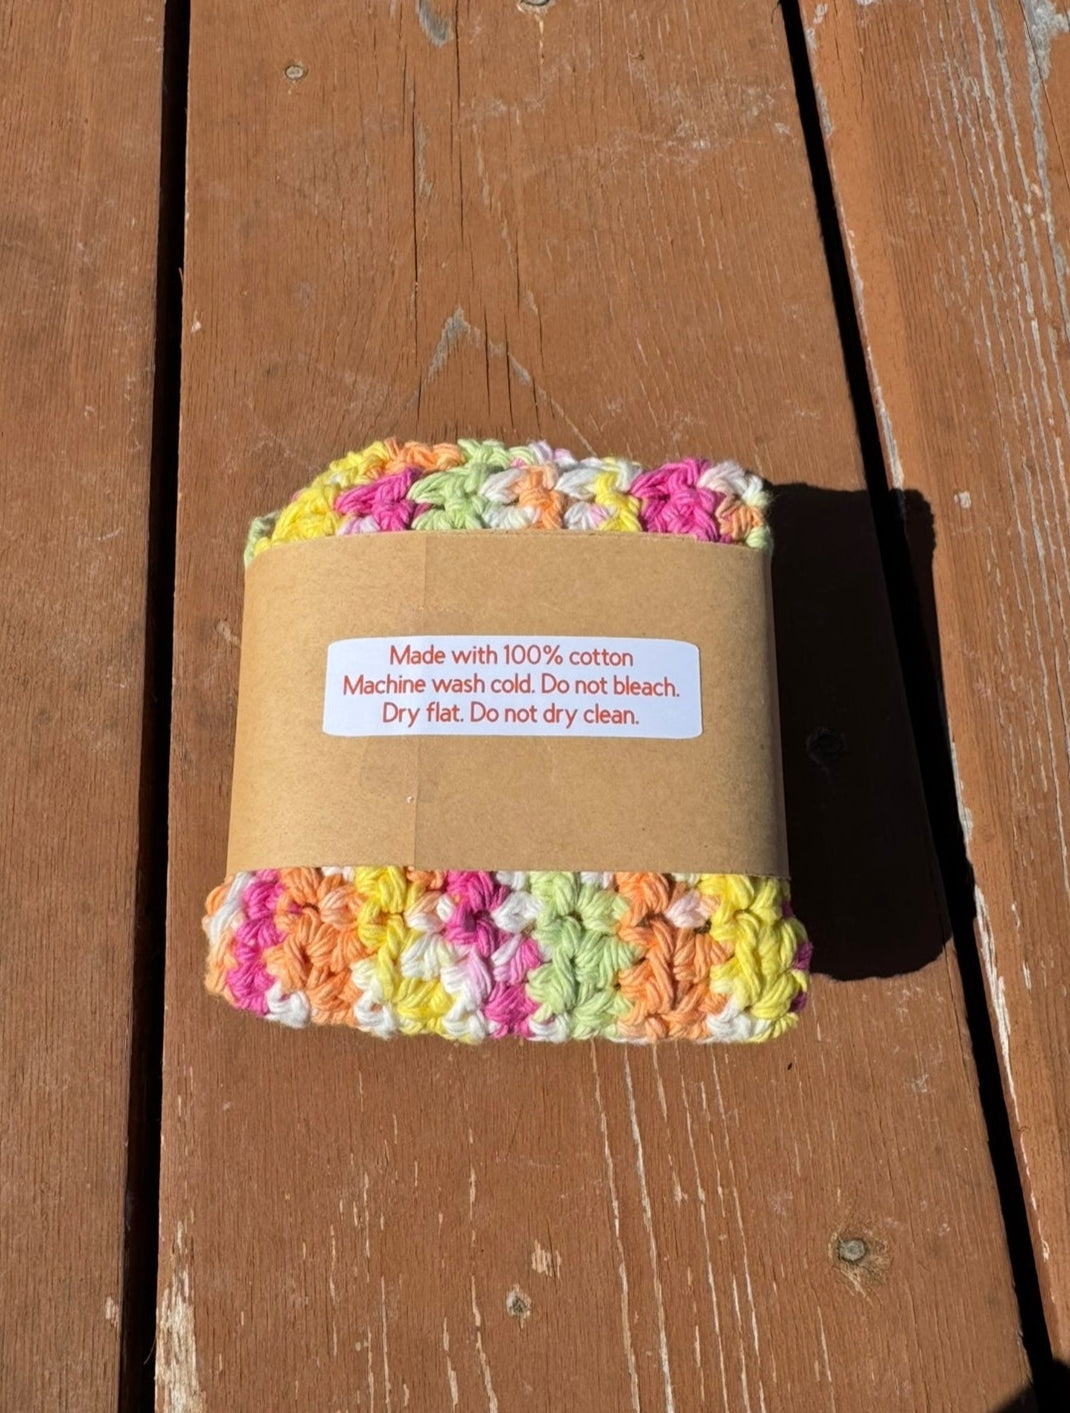 Made with 100% cotton
Machine wash cold. Do not bleach.
Dry flat. Do not dry clean.